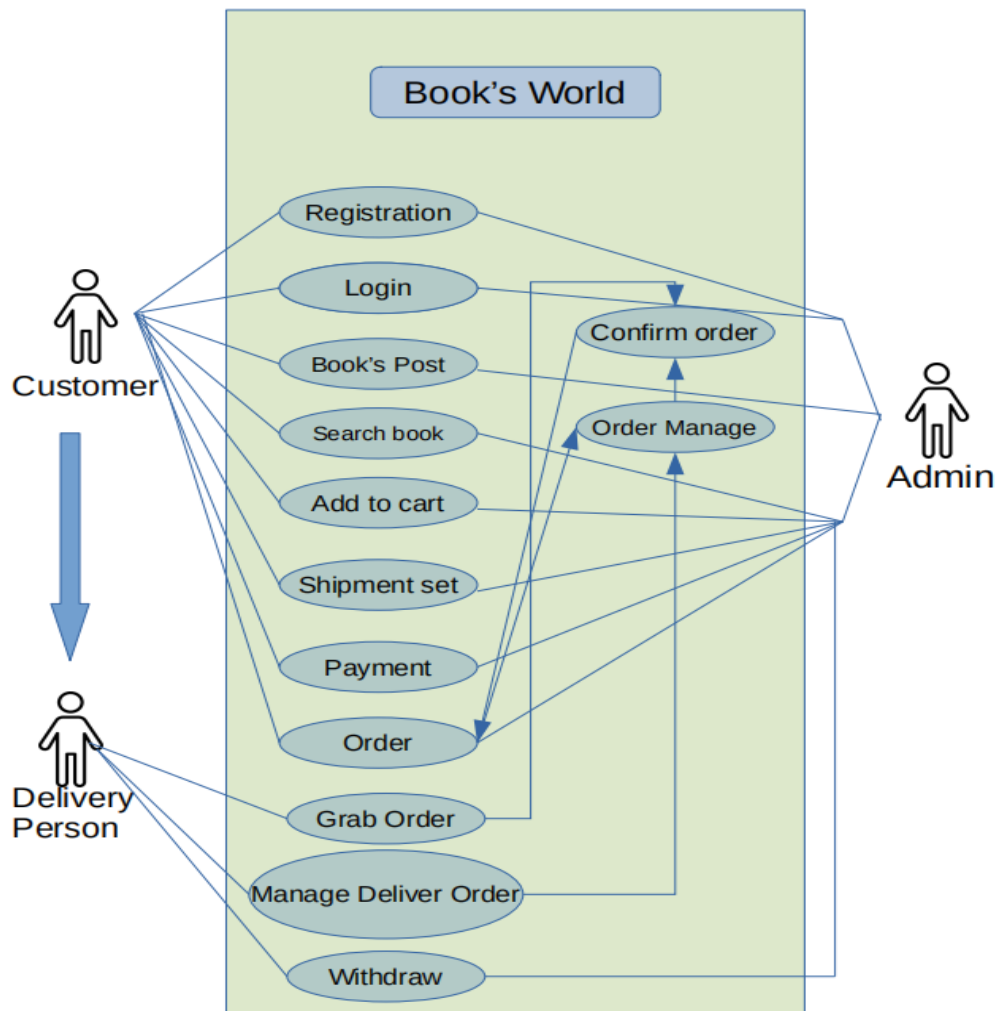 Book's World
Registration
Login
Confirm order
Customer
Book's Post
Order Manage
Search book
Admin
Add to cart
Shipment set
Payment
Order
Delivery
Person
Grab Order
Manage Deliver Order
Withdraw